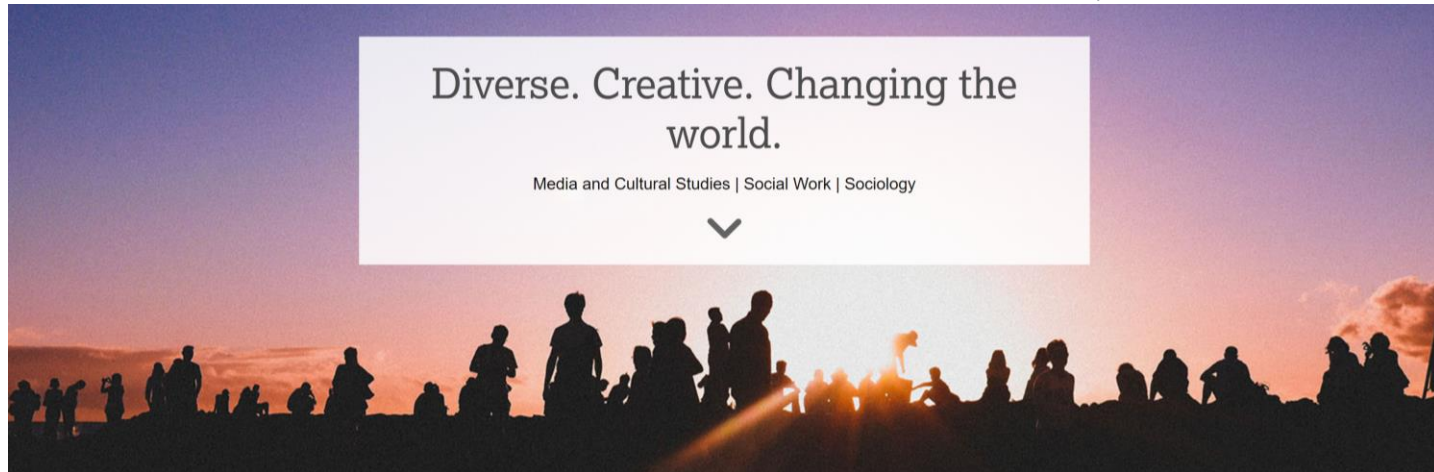 Diverse. Creative. Changing the
world.
Media and Cultural Studies | Social Work | Sociology